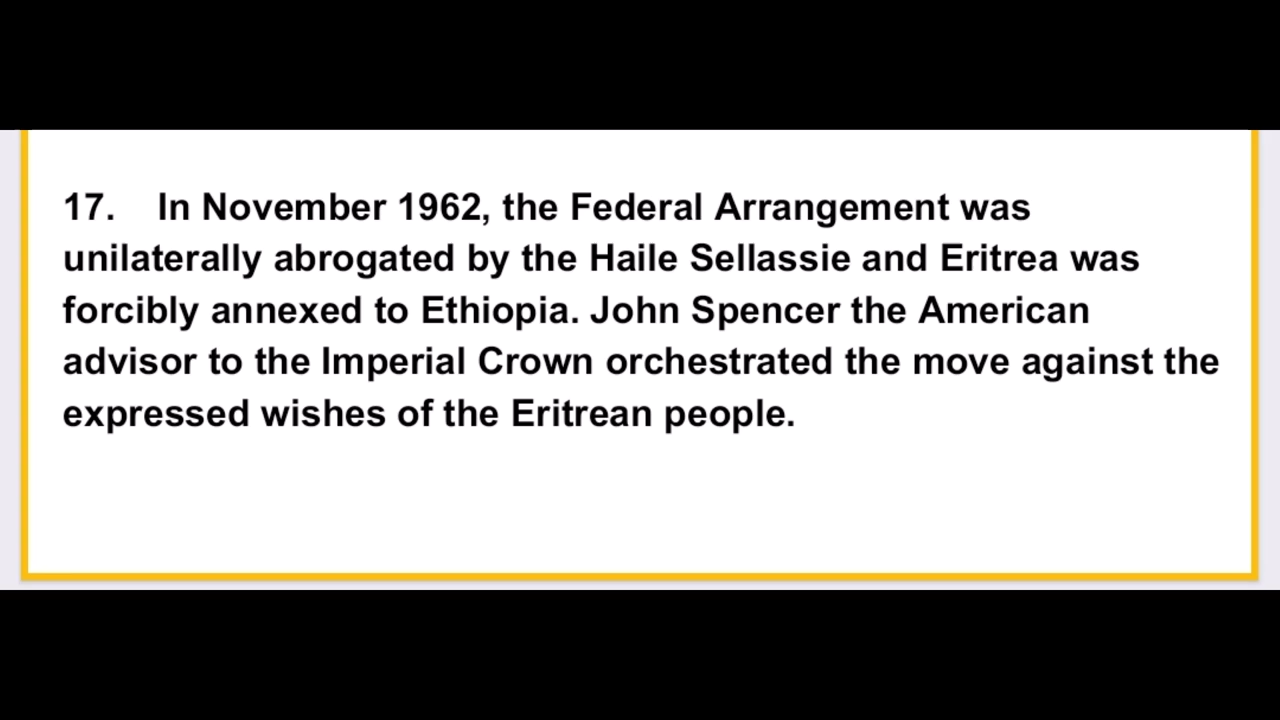 17. In November 1962, the Federal Arrangement was
unilaterally abrogated by the Haile Sellassie and Eritrea was
forcibly annexed to Ethiopia. John Spencer the American
advisor to the Imperial Crown orchestrated the move against the
expressed wishes of the Eritrean people.